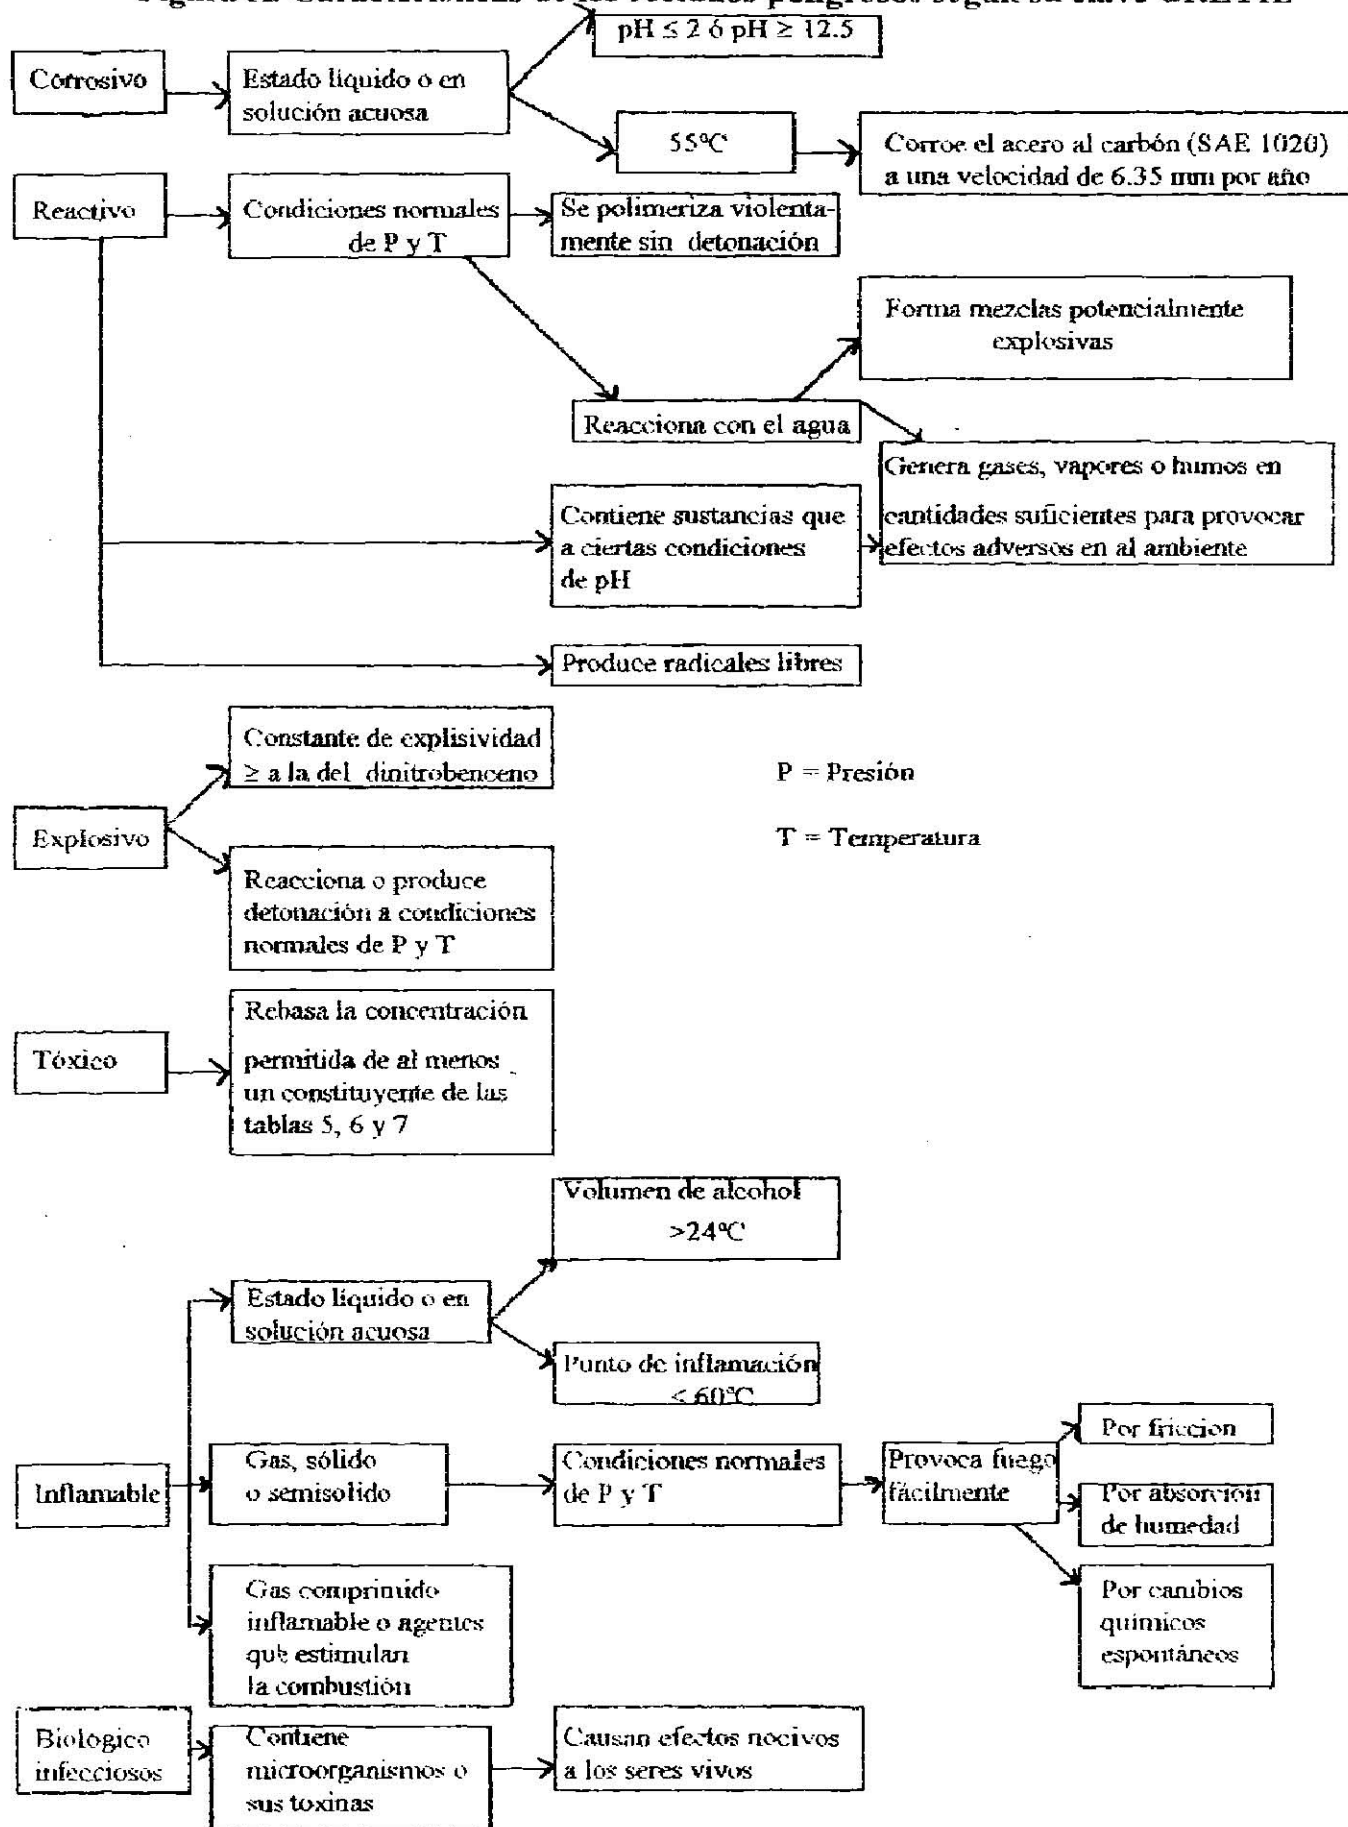 pH ≤ 2 ó pH ≥ 12.5
Corrosivo
Estado líquido o en
solución acuosa
55ºC
Corroe el acero al carbón (SAE 1020)
a una velocidad de 6.35 mm por año
Reactivo
Condiciones normales
de P y T
Se polimeriza violenta-
mente sin detonación
Forma mezclas potencialmente
explosivas
Reacciona con el agua
Genera gases, vapores o humos en
cantidades suficientes para provocar
efectos adversos en al ambiente
Contiene sustancias que
a ciertas condiciones
de pH
Produce radicales libres
Constante de explisividad
≥ a la del dinitrobenceno
P = Presión
T = Temperatura
Explosivo
Reacciona o produce
detonación a condiciones
normales de P y T
Tóxico
Rebasa la concentración
permitida de al menos
un constituyente de las
tablas 5, 6 y 7
Volumen de alcohol
>24ºC
Estado líquido o en
solución acuosa
Punto de inflamación
< 60ºC
Inflamable
Gas, sólido
o semisolido
Condiciones normales
de P y T
Provoca fuego
fácilmente
Por friccion
Por absorción
de humedad
Por cambios
químicos
espontáneos
Gas comprimido
inflamable o agentes
que estimulan
la combustión
Biologico
infecciosos
Contiene
microorganismos o
sus toxinas
Causan efectos nocivos
a los seres vivos